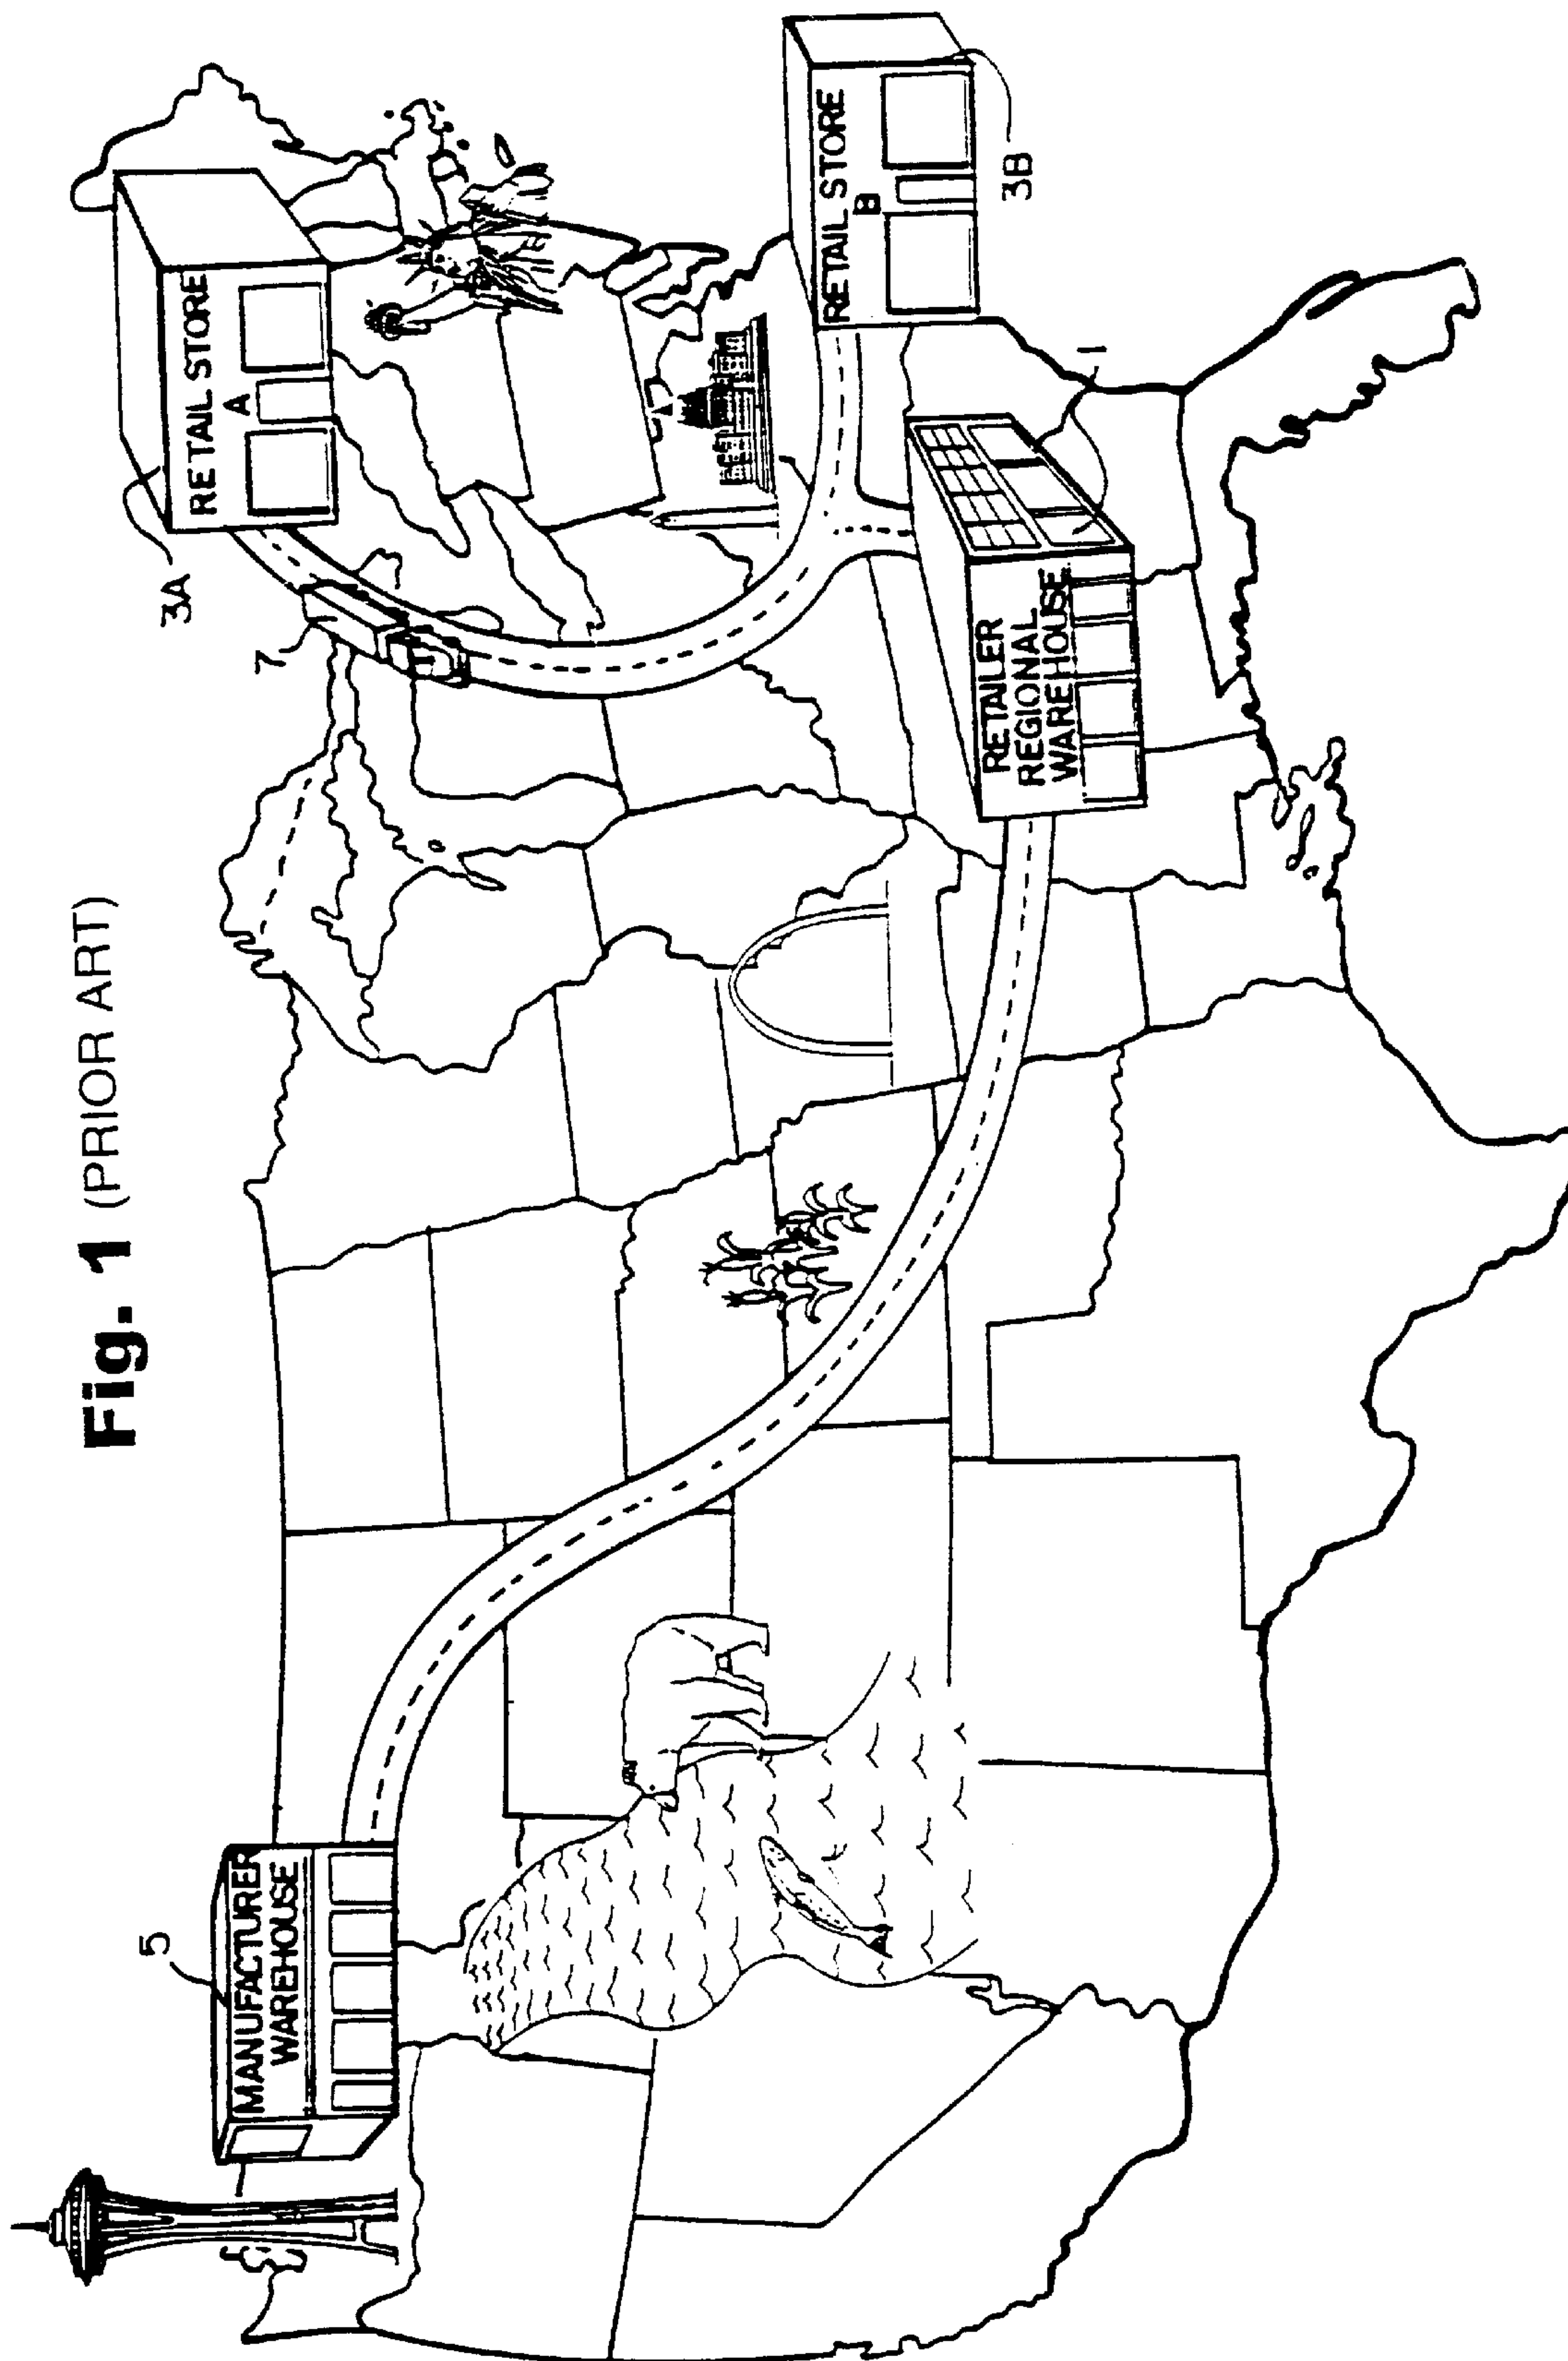 Fig. 1 (PRIOR ART)
5
MANUFACTURER
WAREHOUSE
7
3A
RETAIL STORE
A
RETAIL STORE
B
3B
RETAILER
REGIONAL
WAREHOUSE
1